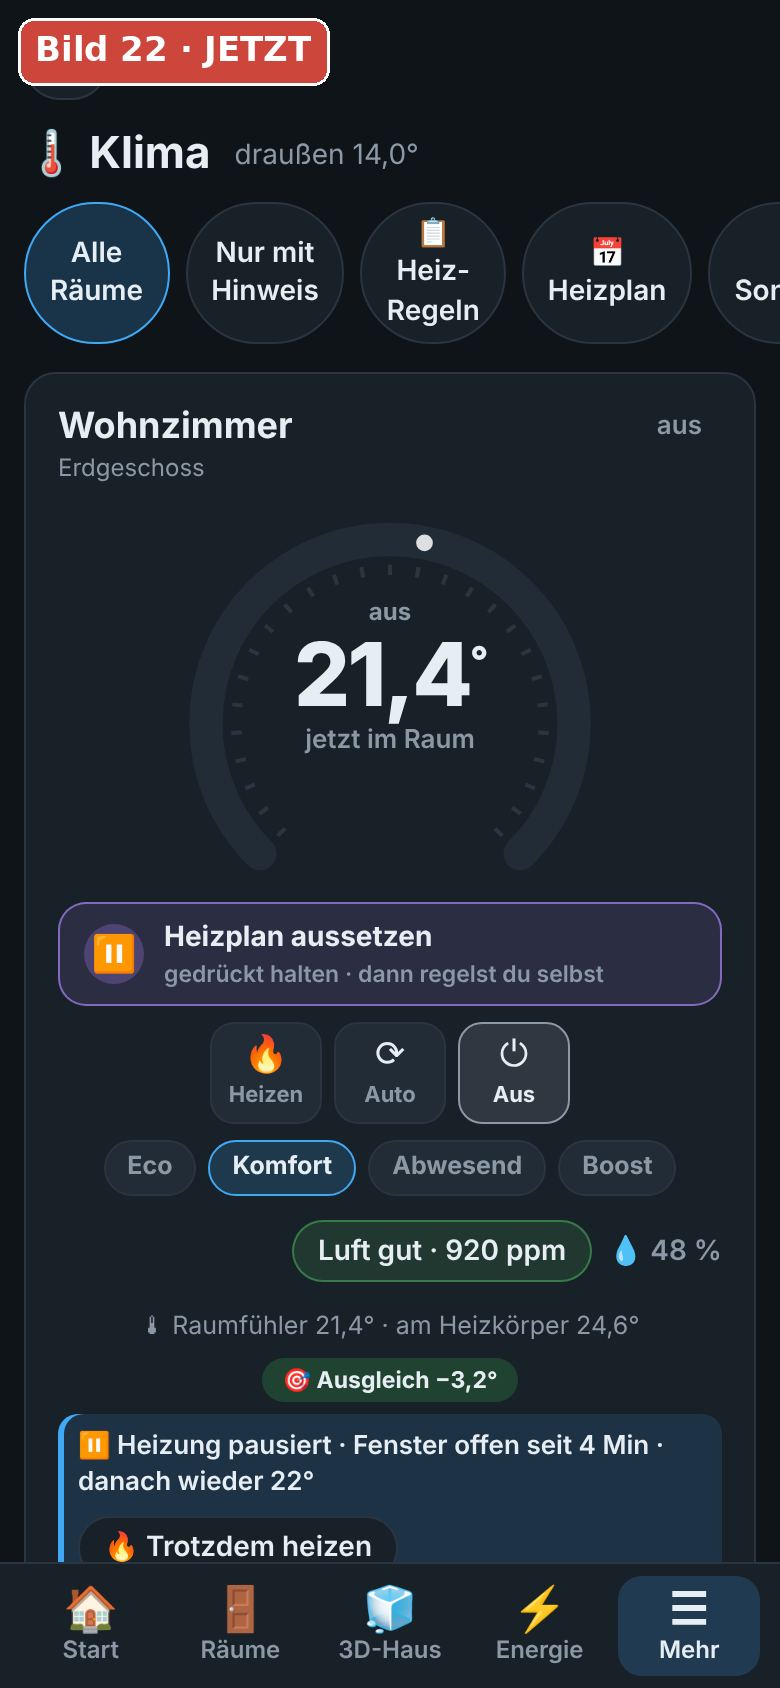 Bild 22 · JETZT
Klima draußen 14,0°
Alle Räume
Nur mit Hinweis
Heiz-Regeln
July 17
Heizplan
Wohnzimmer
aus
Erdgeschoss
aus
21,4°
jetzt im Raum
Heizplan aussetzen
gedrückt halten · dann regelst du selbst
Heizen
Auto
Aus
Eco
Komfort
Abwesend
Boost
Luft gut · 920 ppm
48 %
Raumfühler 21,4° · am Heizkörper 24,6°
Ausgleich −3,2°
Heizung pausiert · Fenster offen seit 4 Min ·
danach wieder 22°
Trotzdem heizen
Start
Räume
3D-Haus
Energie
Mehr